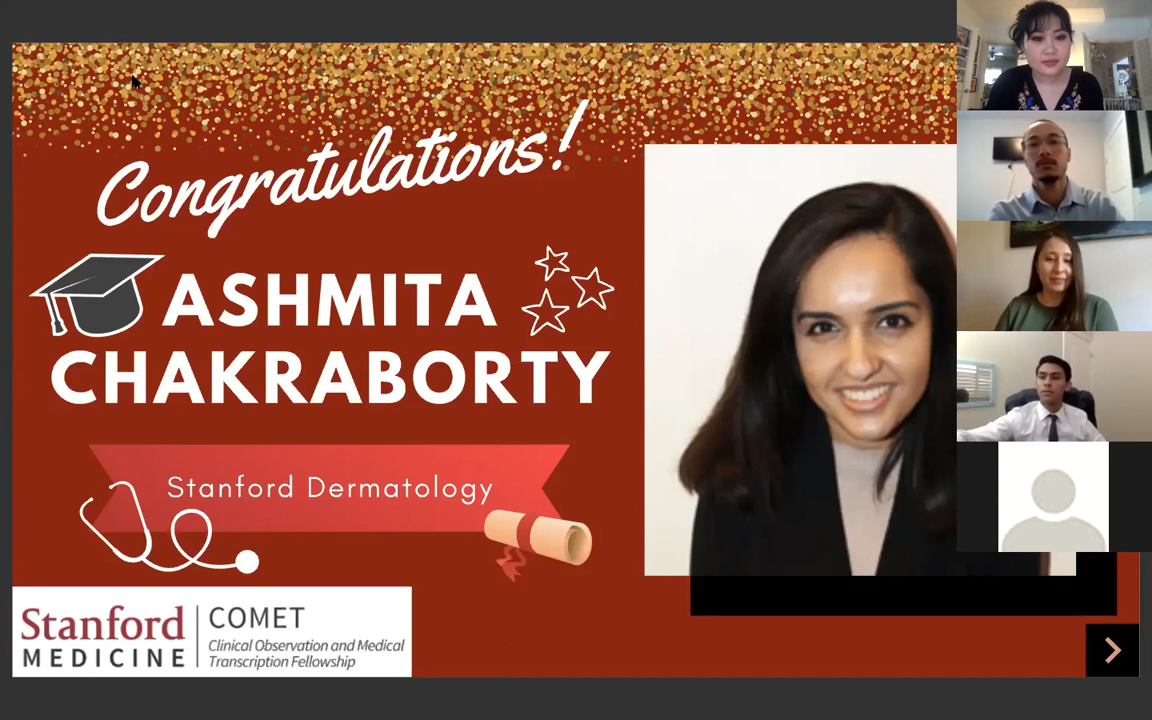 Congratulations!
ASHMITA
CHAKRABORTY
Stanford Dermatology
Stanford
MEDICINE
COMET
Clinical Observation and Medical
Transcription Fellowship